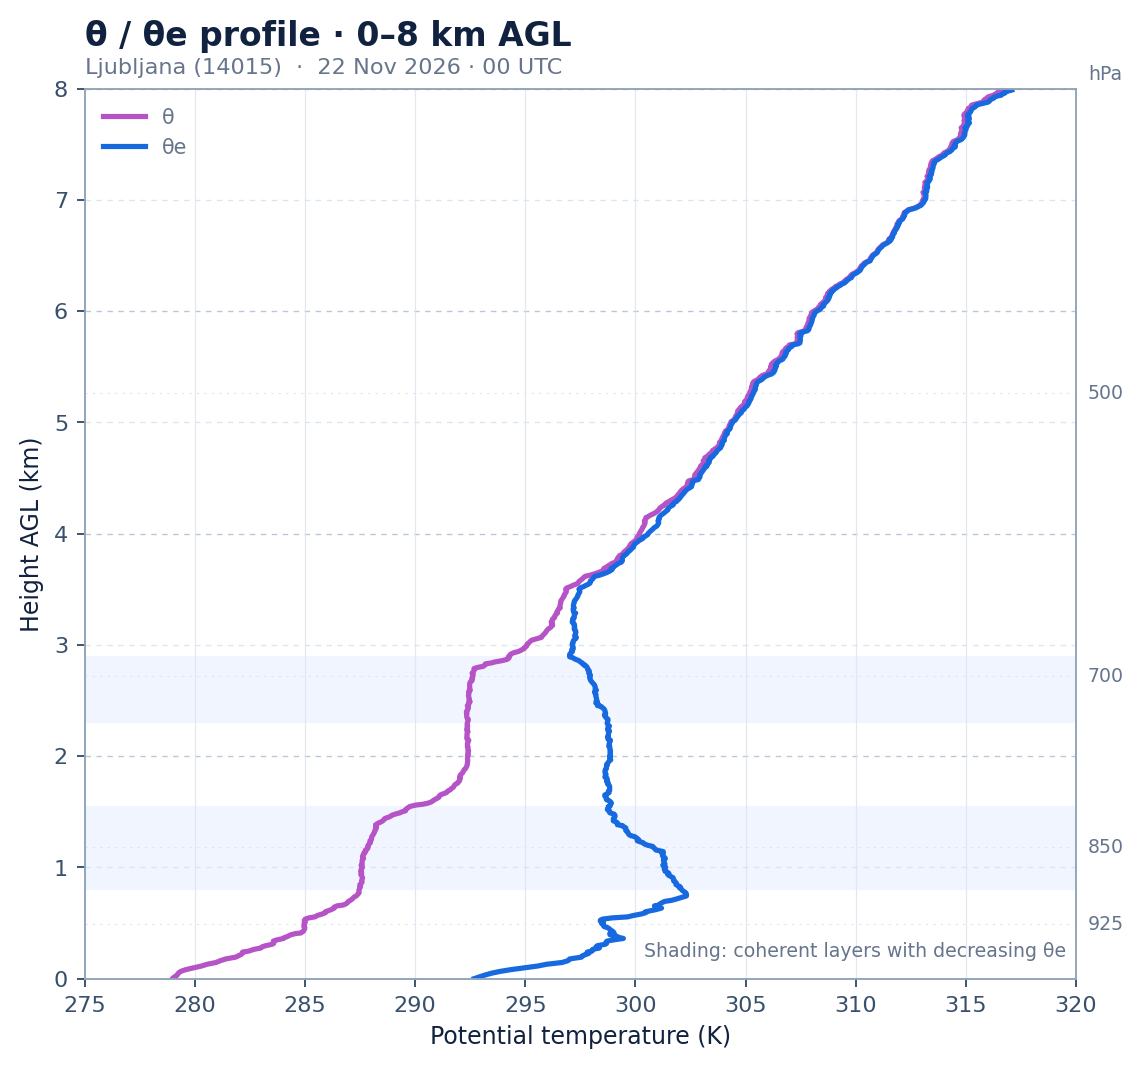 θ / θe profile · 0–8 km AGL
Ljubljana (14015) · 22 Nov 2026 · 00 UTC
hPa
8
θ
θe
7
6
500
5
Height AGL (km)
4
3
700
2
850
1
925
Shading: coherent layers with decreasing θe
0
275 280 285 290 295 300 305 310 315 320
Potential temperature (K)